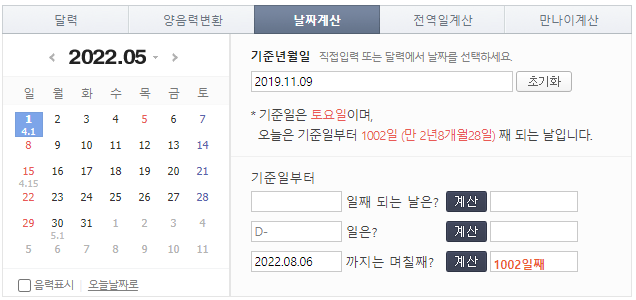 달력 양음력변환 날짜계산 전역일계산 만나이계산
2022.05
일 월 화 수 목 금 토
1 2 3 4 5 6 7
4.1
8 9 10 11 12 13 14
15 16 17 18 19 20 21
4.15
22 23 24 25 26 27 28
29 30 31 1 2 3 4
5.1
5 6 7 8 9 10 11
음력표시 오늘날짜로
기준년월일 직접입력 또는 달력에서 날짜를 선택하세요.
2019.11.09 초기화
* 기준일은 토요일이며,
오늘은 기준일부터 1002일 (만 2년8개월28일) 째 되는 날입니다.
기준일부터
일째 되는 날은? 계산
D- 일은? 계산
2022.08.06 까지는 며칠째? 계산 1002일째